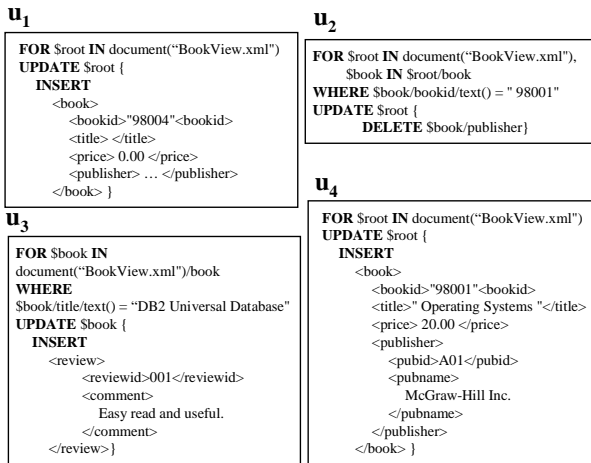 u1
FOR $root IN document(“BookView.xml”)
UPDATE $root {
INSERT
<book>
<bookid>"98004"<bookid>
<title> </title>
<price> 0.00 </price>
<publisher> … </publisher>
</book> }
u2
FOR $root IN document(“BookView.xml”),
$book IN $root/book
WHERE $book/bookid/text() = " 98001"
UPDATE $root {
DELETE $book/publisher}
u3
FOR $book IN
document(“BookView.xml”)/book
WHERE
$book/title/text() = “DB2 Universal Database"
UPDATE $book {
INSERT
<review>
<reviewid>001</reviewid>
<comment>
Easy read and useful.
</comment>
</review>}
u4
FOR $root IN document(“BookView.xml”)
UPDATE $root {
INSERT
<book>
<bookid>"98001"<bookid>
<title>" Operating Systems "</title>
<price> 20.00 </price>
<publisher>
<pubid>A01</pubid>
<pubname>
McGraw-Hill Inc.
</pubname>
</publisher>
</book> }